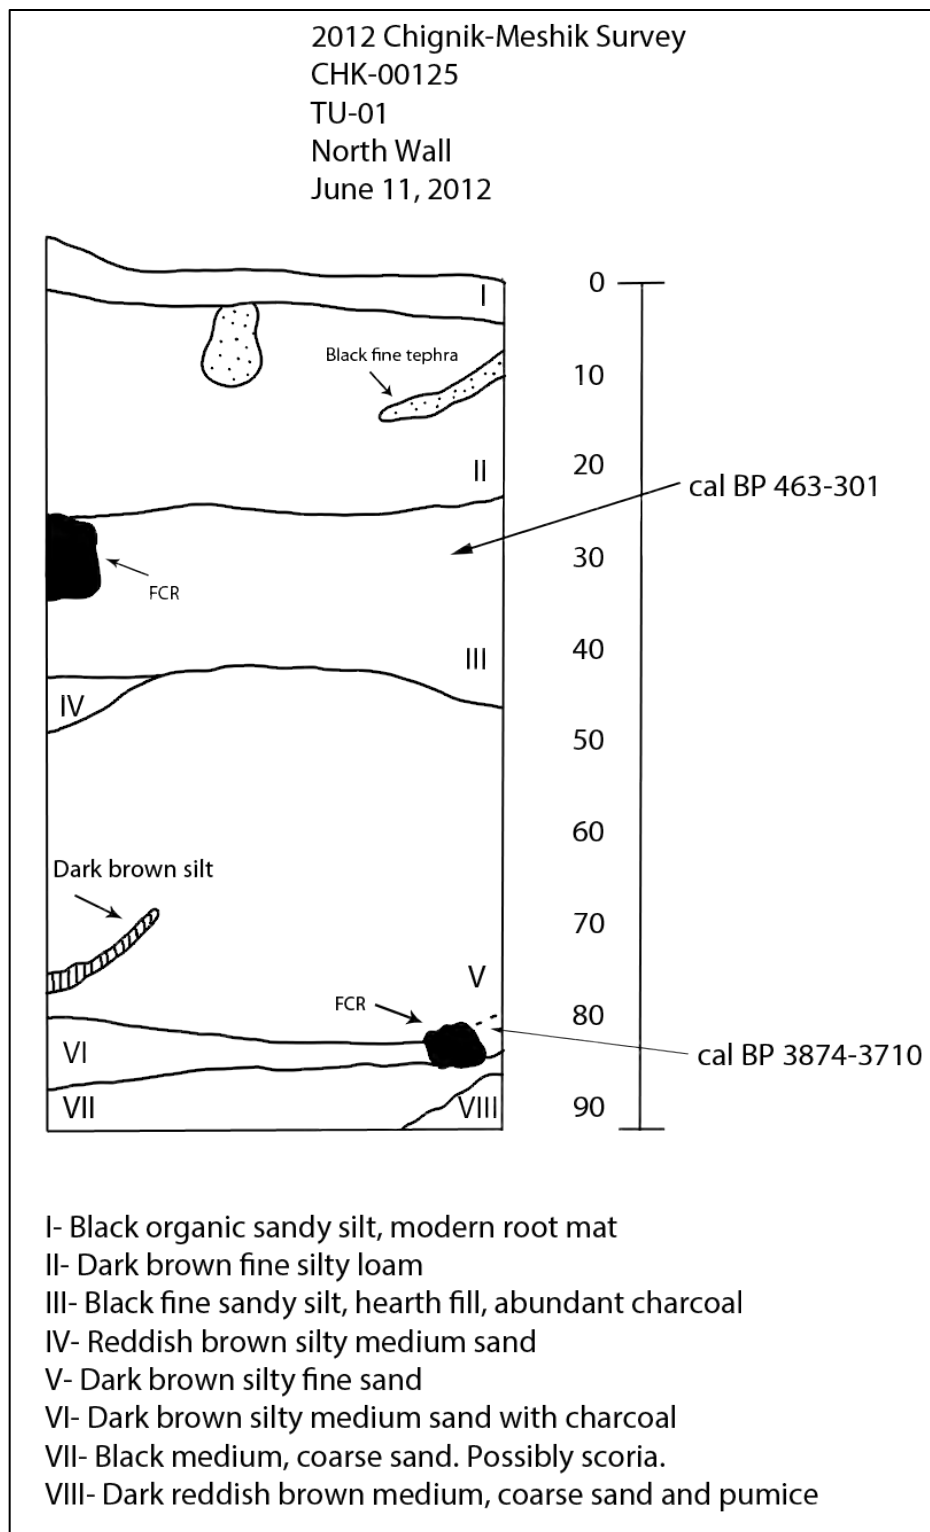 2012 Chignik-Meshik Survey
CHK-00125
TU-01
North Wall
June 11, 2012
0
I
Black fine tephra
10
20
II
cal BP 463-301
30
FCR
40
III
IV
50
60
Dark brown silt
70
V
FCR
80
VI
cal BP 3874-3710
VII
VIII
90
I- Black organic sandy silt, modern root mat
II- Dark brown fine silty loam
III- Black fine sandy silt, hearth fill, abundant charcoal
IV- Reddish brown silty medium sand
V- Dark brown silty fine sand
VI- Dark brown silty medium sand with charcoal
VII- Black medium, coarse sand. Possibly scoria.
VIII- Dark reddish brown medium, coarse sand and pumice